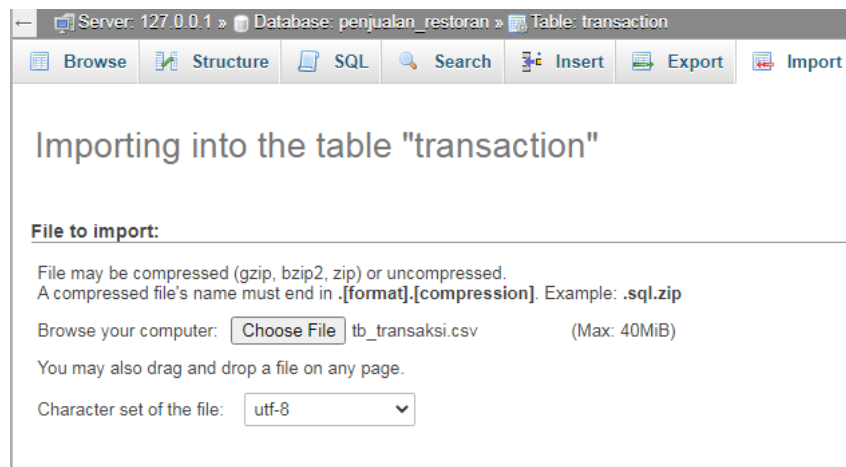 ← Server: 127.0.0.1 » Database: penjualan_restoran » Table: transaction
Browse Structure SQL Search Insert Export Import
Importing into the table "transaction"
File to import:
File may be compressed (gzip, bzip2, zip) or uncompressed.
A compressed file's name must end in .[format].[compression]. Example: .sql.zip
Browse your computer: Choose File tb_transaksi.csv (Max: 40MiB)
You may also drag and drop a file on any page.
Character set of the file: utf-8